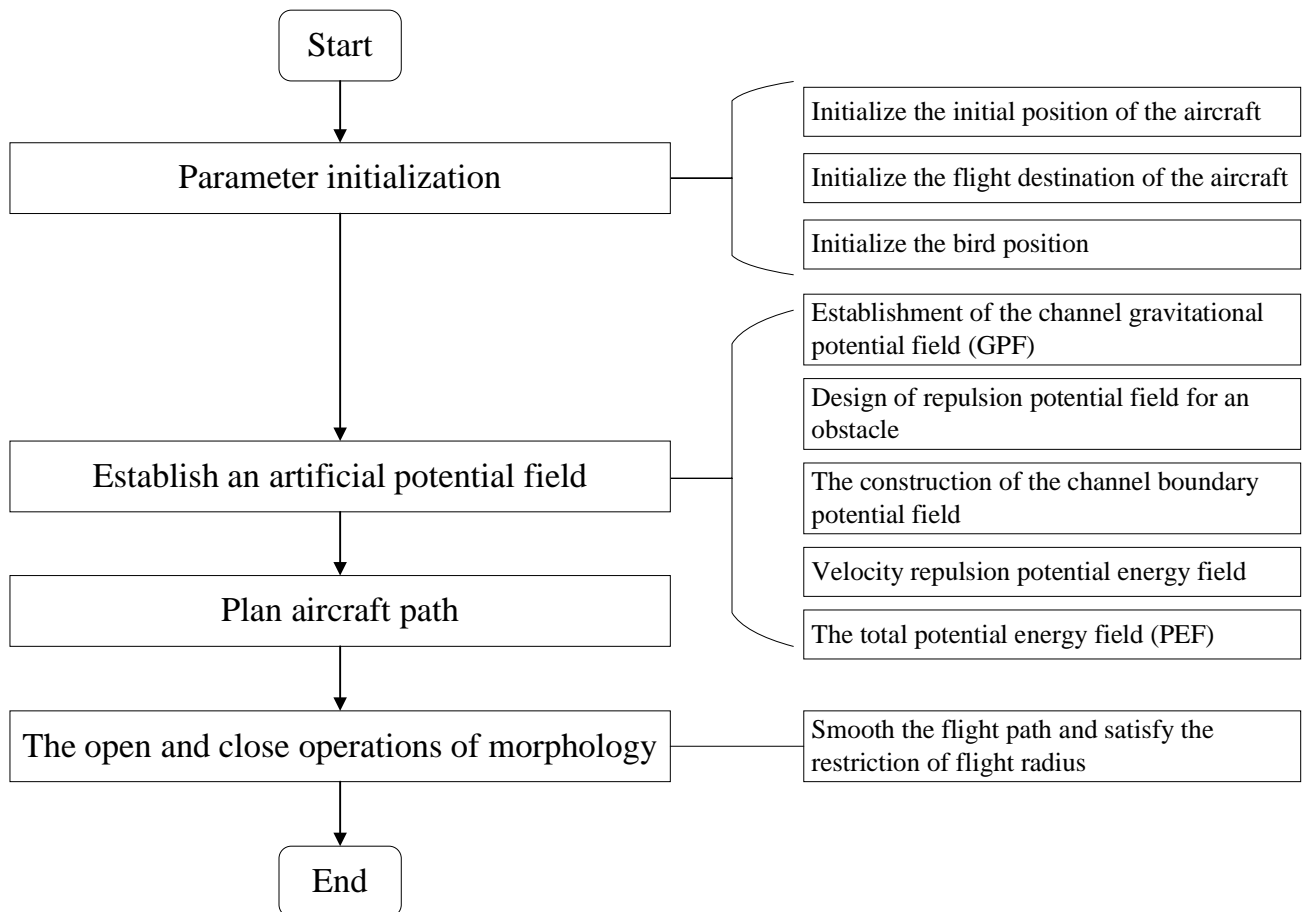 Start
Parameter initialization
Initialize the initial position of the aircraft
Initialize the flight destination of the aircraft
Initialize the bird position
Establish an artificial potential field
Establishment of the channel gravitational
potential field (GPF)
Design of repulsion potential field for an
obstacle
The construction of the channel boundary
potential field
Velocity repulsion potential energy field
The total potential energy field (PEF)
Plan aircraft path
The open and close operations of morphology
Smooth the flight path and satisfy the
restriction of flight radius
End